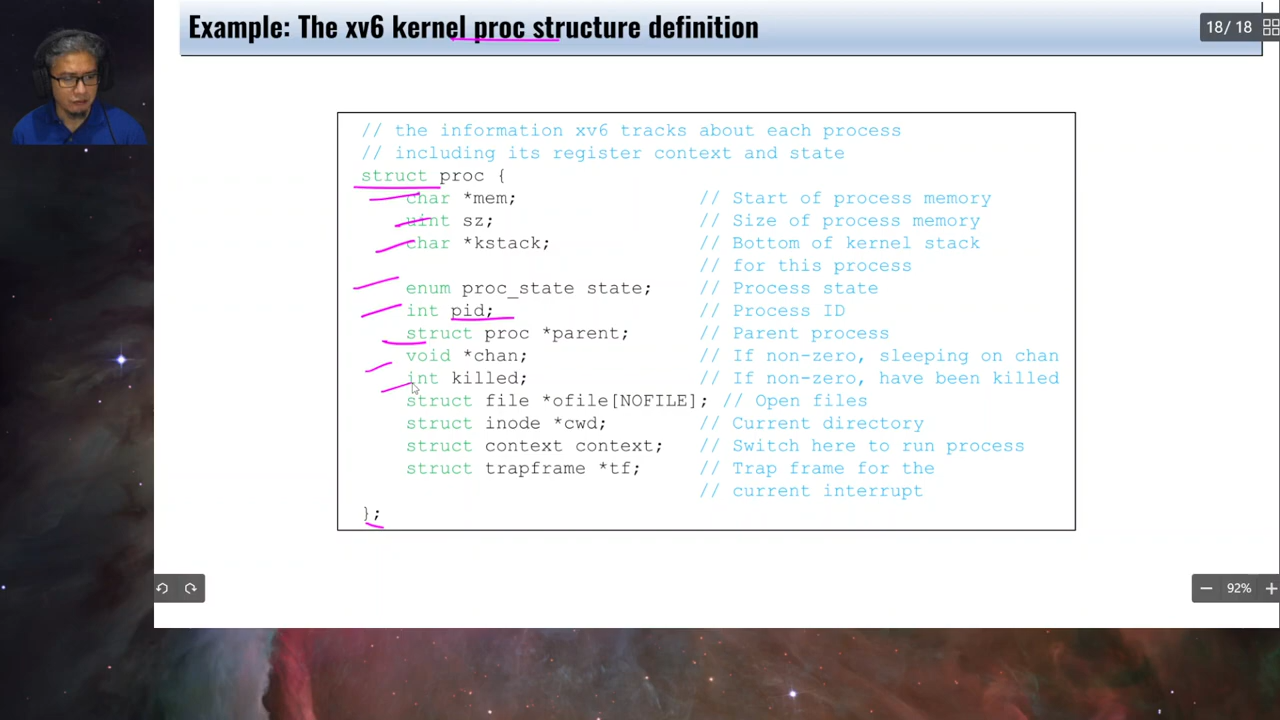 Example: The xv6 kernel proc structure definition
18/ 18
// the information xv6 tracks about each process
// including its register context and state
struct proc {
char *mem; // Start of process memory
uint sz; // Size of process memory
char *kstack; // Bottom of kernel stack
// for this process
enum proc_state state; // Process state
int pid; // Process ID
struct proc *parent; // Parent process
void *chan; // If non-zero, sleeping on chan
int killed; // If non-zero, have been killed
struct file *ofile[NOFILE]; // Open files
struct inode *cwd; // Current directory
struct context context; // Switch here to run process
struct trapframe *tf; // Trap frame for the
// current interrupt
};
92%